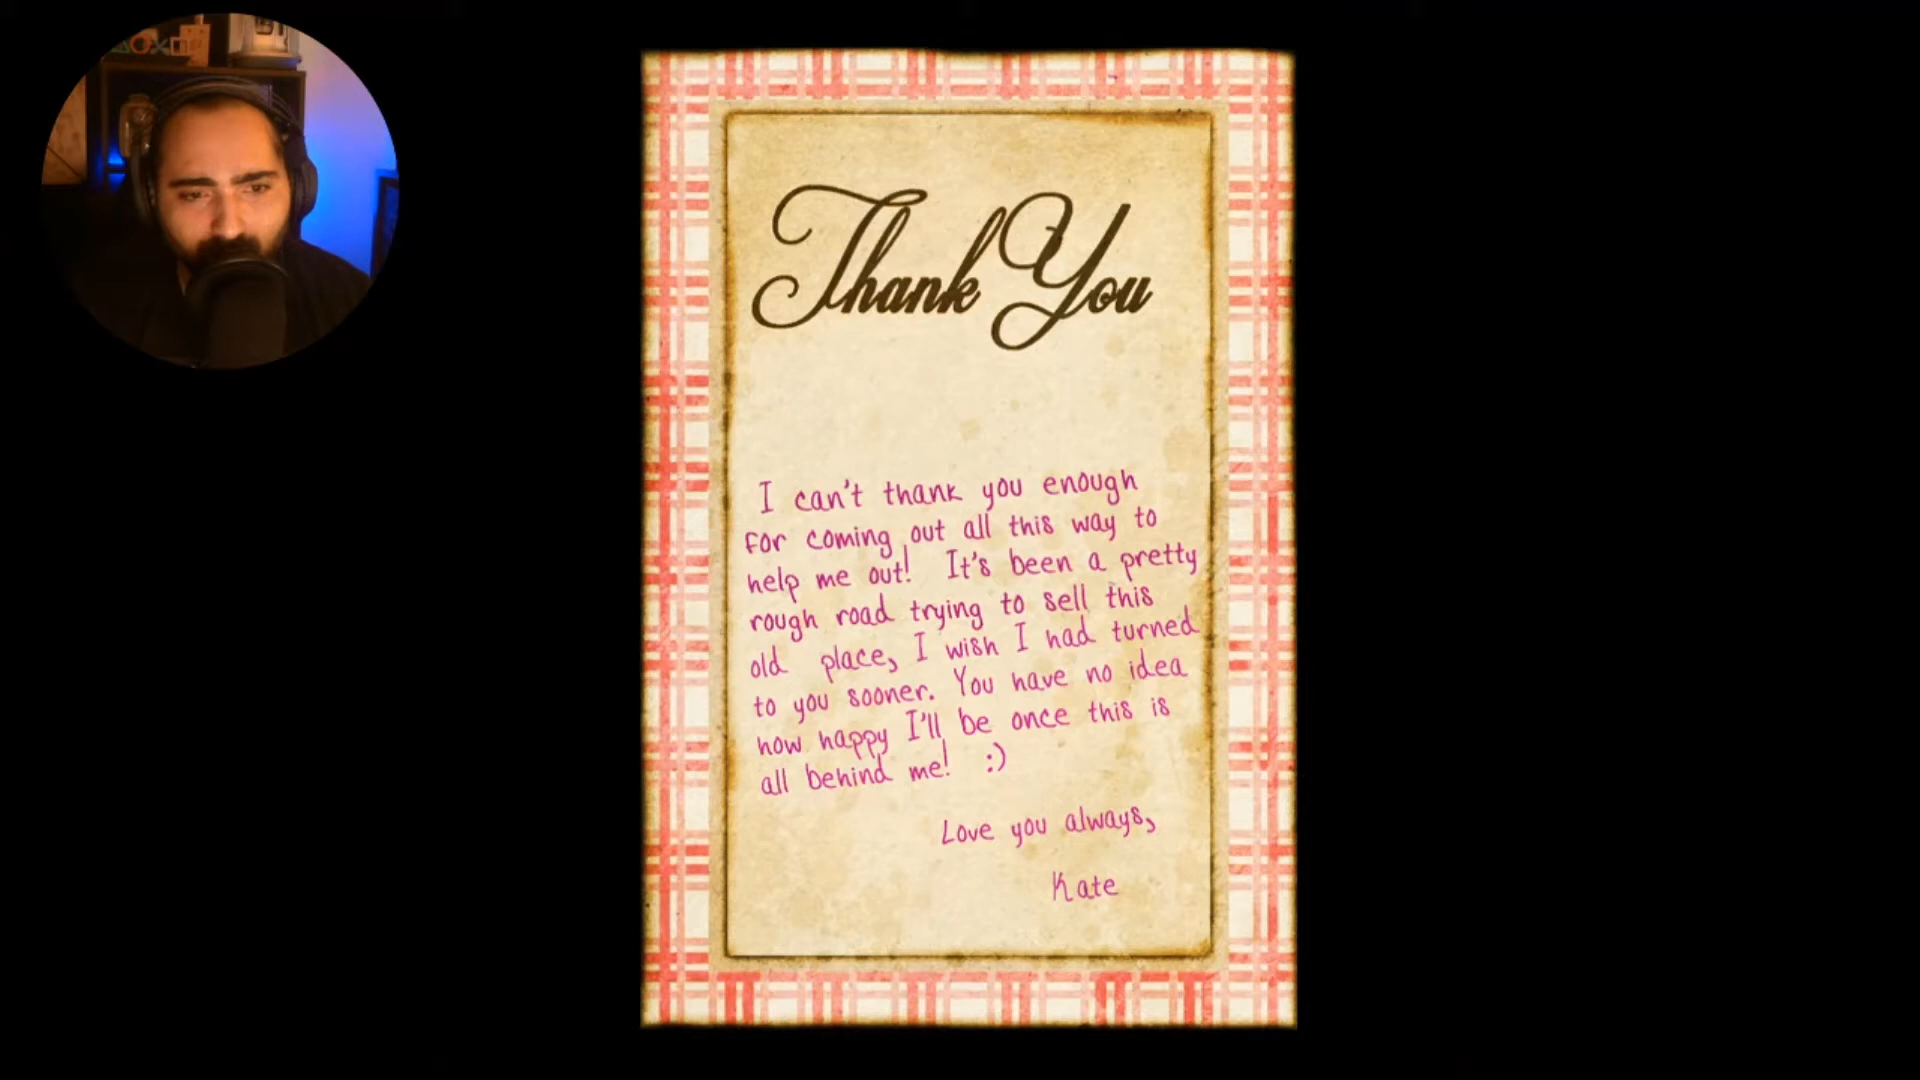 Thank You
I can't thank you enough
for coming out all this way to
help me out! It's been a pretty
rough road trying to sell this
old place, I wish I had turned
to you sooner. You have no idea
how happy I'll be once this is
all behind me! :)
Love you always,
Kate